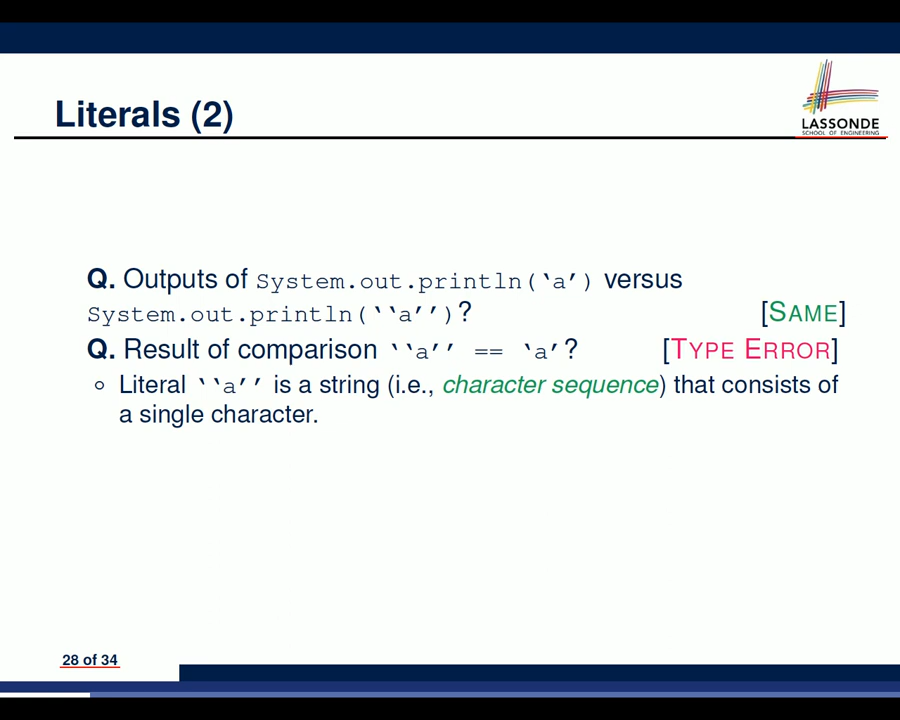 Literals (2)
LASSONDE
SCHOOL OF ENGINEERING
Q. Outputs of System.out.println(‘a’) versus
System.out.println(‘‘a’’)? [SAME]
Q. Result of comparison ‘‘a’’ == ‘a’? [TYPE ERROR]
◦ Literal ‘‘a’’ is a string (i.e., character sequence) that consists of
a single character.
28 of 34